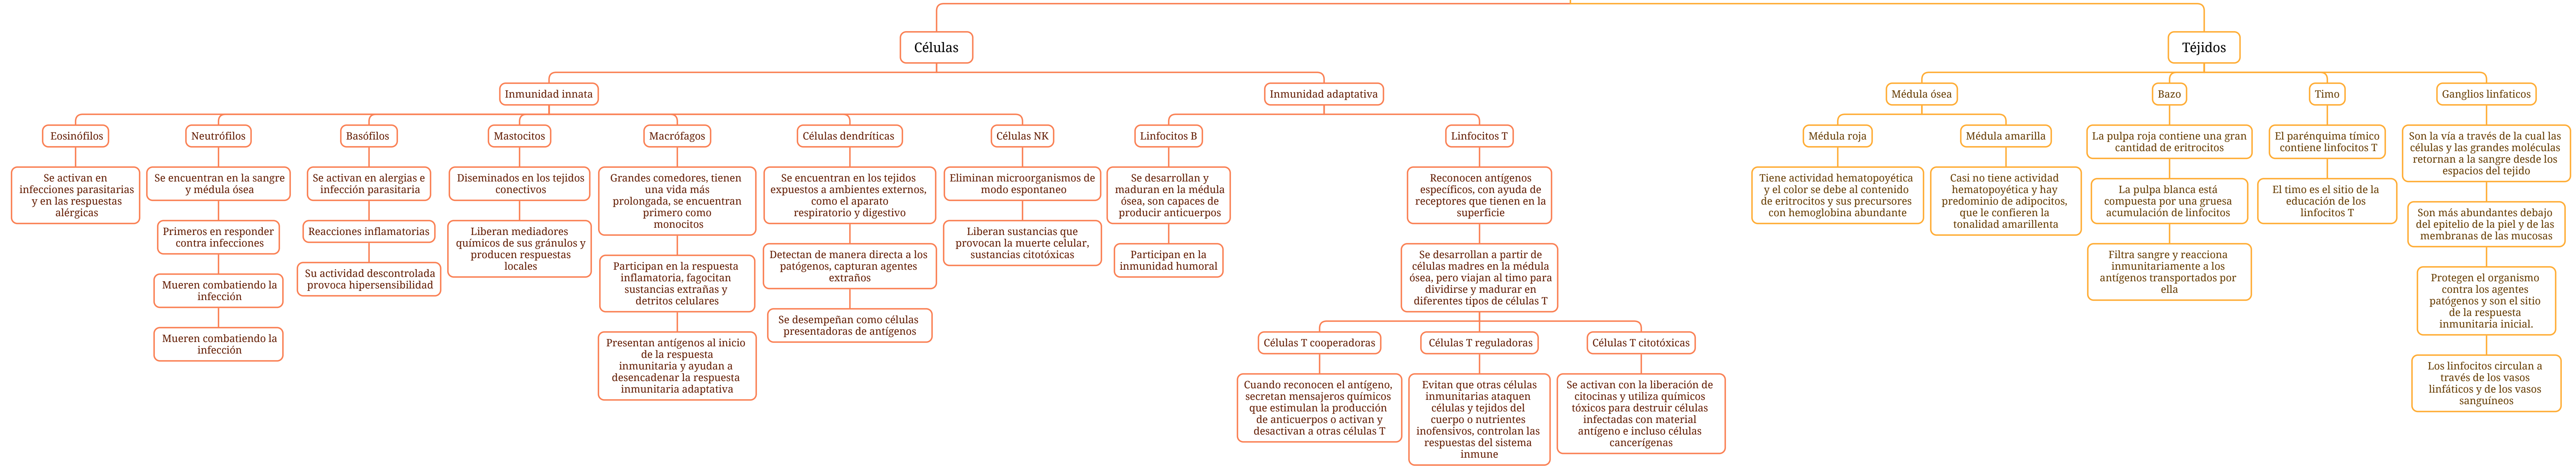 Células
Téjidos
Inmunidad innata
Inmunidad adaptativa
Médula ósea
Bazo
Timo
Ganglios linfaticos
Eosinófilos
Se activan en
infecciones parasitarias
y en las respuestas
alérgicas
Neutrófilos
Se encuentran en la sangre
y médula ósea
Primeros en responder
contra infecciones
Mueren combatiendo la
infección
Mueren combatiendo la
infección
Basófilos
Se activan en alergias e
infección parasitaria
Reacciones inflamatorias
Su actividad descontrolada
provoca hipersensibilidad
Mastocitos
Diseminados en los tejidos
conectivos
Liberan mediadores
químicos de sus gránulos y
producen respuestas
locales
Macrófagos
Grandes comedores, tienen
una vida más
prolongada, se encuentran
primero como
monocitos
Participan en la respuesta
inflamatoria, fagocitan
sustancias extrañas y
detritos celulares
Presentan antígenos al inicio
de la respuesta
inmunitaria y ayudan a
desencadenar la respuesta
inmunitaria adaptativa
Células dendríticas
Se encuentran en los tejidos
expuestos a ambientes externos,
como el aparato
respiratorio y digestivo
Detectan de manera directa a los
patógenos, capturan agentes
extraños
Se desempeñan como células
presentadoras de antígenos
Células NK
Eliminan microorganismos de
modo espontaneo
Liberan sustancias que
provocan la muerte celular,
sustancias citotóxicas
Linfocitos B
Se desarrollan y
maduran en la médula
ósea, son capaces de
producir anticuerpos
Participan en la
inmunidad humoral
Linfocitos T
Reconocen antígenos
específicos, con ayuda de
receptores que tienen en la
superficie
Se desarrollan a partir de
células madres en la médula
ósea, pero viajan al timo para
dividirse y madurar en
diferentes tipos de células T
Células T cooperadoras
Cuando reconocen el antígeno,
secretan mensajeros químicos
que estimulan la producción
de anticuerpos o activan y
desactivan a otras células T
Células T reguladoras
Evitan que otras células
inmunitarias ataquen
células y tejidos del
cuerpo o nutrientes
inofensivos, controlan las
respuestas del sistema
inmune
Células T citotóxicas
Se activan con la liberación de
citocinas y utiliza químicos
tóxicos para destruir células
infectadas con material
antígeno e incluso células
cancerígenas
Médula roja
Tiene actividad hematopoyética
y el color se debe al contenido
de eritrocitos y sus precursores
con hemoglobina abundante
Médula amarilla
Casi no tiene actividad
hematopoyética y hay
predominio de adipocitos,
que le confieren la
tonalidad amarillenta
La pulpa roja contiene una gran
cantidad de eritrocitos
La pulpa blanca está
compuesta por una gruesa
acumulación de linfocitos
Filtra sangre y reacciona
inmunitariamente a los
antígenos transportados por
ella
El parénquima tímico
contiene linfocitos T
El timo es el sitio de la
educación de los
linfocitos T
Son la vía a través de la cual las
células y las grandes moléculas
retornan a la sangre desde los
espacios del tejido
Son más abundantes debajo
del epitelio de la piel y de las
membranas de las mucosas
Protegen el organismo
contra los agentes
patógenos y son el sitio
de la respuesta
inmunitaria inicial.
Los linfocitos circulan a
través de los vasos
linfáticos y de los vasos
sanguíneos